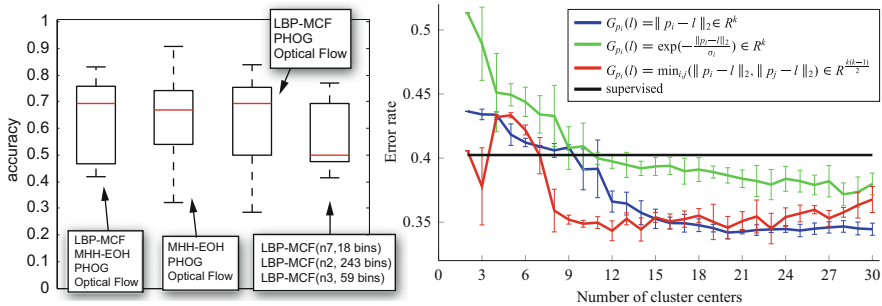 accuracy
1
0.9
0.8
0.7
0.6
0.5
0.4
0.3
0.2
0.1
0
LBP-MCF
PHOG
Optical Flow
LBP-MCF
MHH-EOH
PHOG
Optical Flow
MHH-EOH
PHOG
Optical Flow
LBP-MCF(n7,18 bins)
LBP-MCF(n2, 243 bins)
LBP-MCF(n3, 59 bins)
Error rate
0.5
0.45
0.4
0.35
G_{p_i}(l) = ‖ p_i − l ‖_2 ∈ R^k
G_{p_i}(l) = exp(−\frac{‖p_i−l‖_2}{σ_i}) ∈ R^k
G_{p_i}(l) = min_{i,j}(‖ p_i − l ‖_2, ‖ p_j − l ‖_2) ∈ R^{\frac{k(k−1)}{2}}
supervised
3 6 9 12 15 18 21 24 27 30
Number of cluster centers